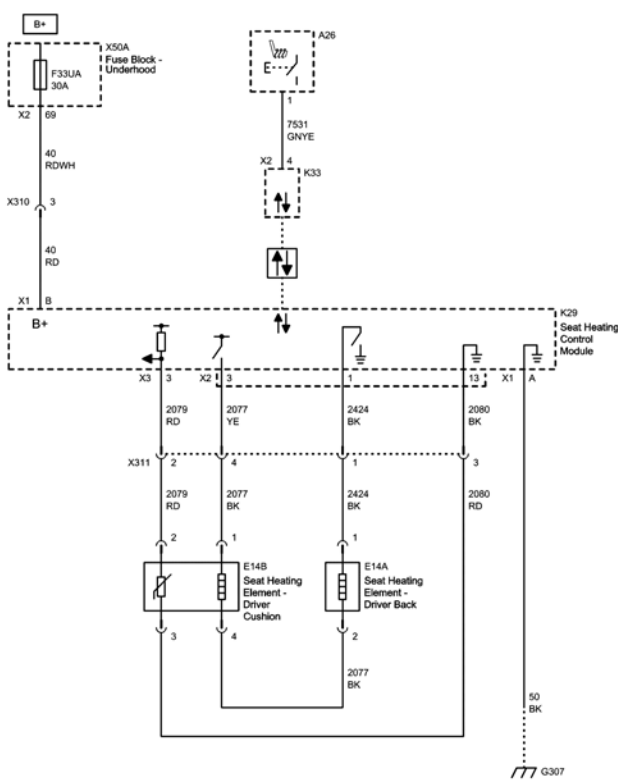 B+
X50A
Fuse Block -
Underhood
F33UA
30A
X2 69
40
RDWH
X310 3
40
RD
X1 B
A26
E
1
7531
GNYE
X2 4
K33
B+
K29
Seat Heating
Control
Module
X3 3 X2 3 1 13 X1 A
2079
RD
2077
YE
2424
BK
2080
BK
X311 2 4 1 3
2079
RD
2077
BK
2424
BK
2080
RD
2 1 1
E14B
Seat Heating
Element -
Driver
Cushion
E14A
Seat Heating
Element -
Driver Back
3 4 2
2077
BK
50
BK
G307